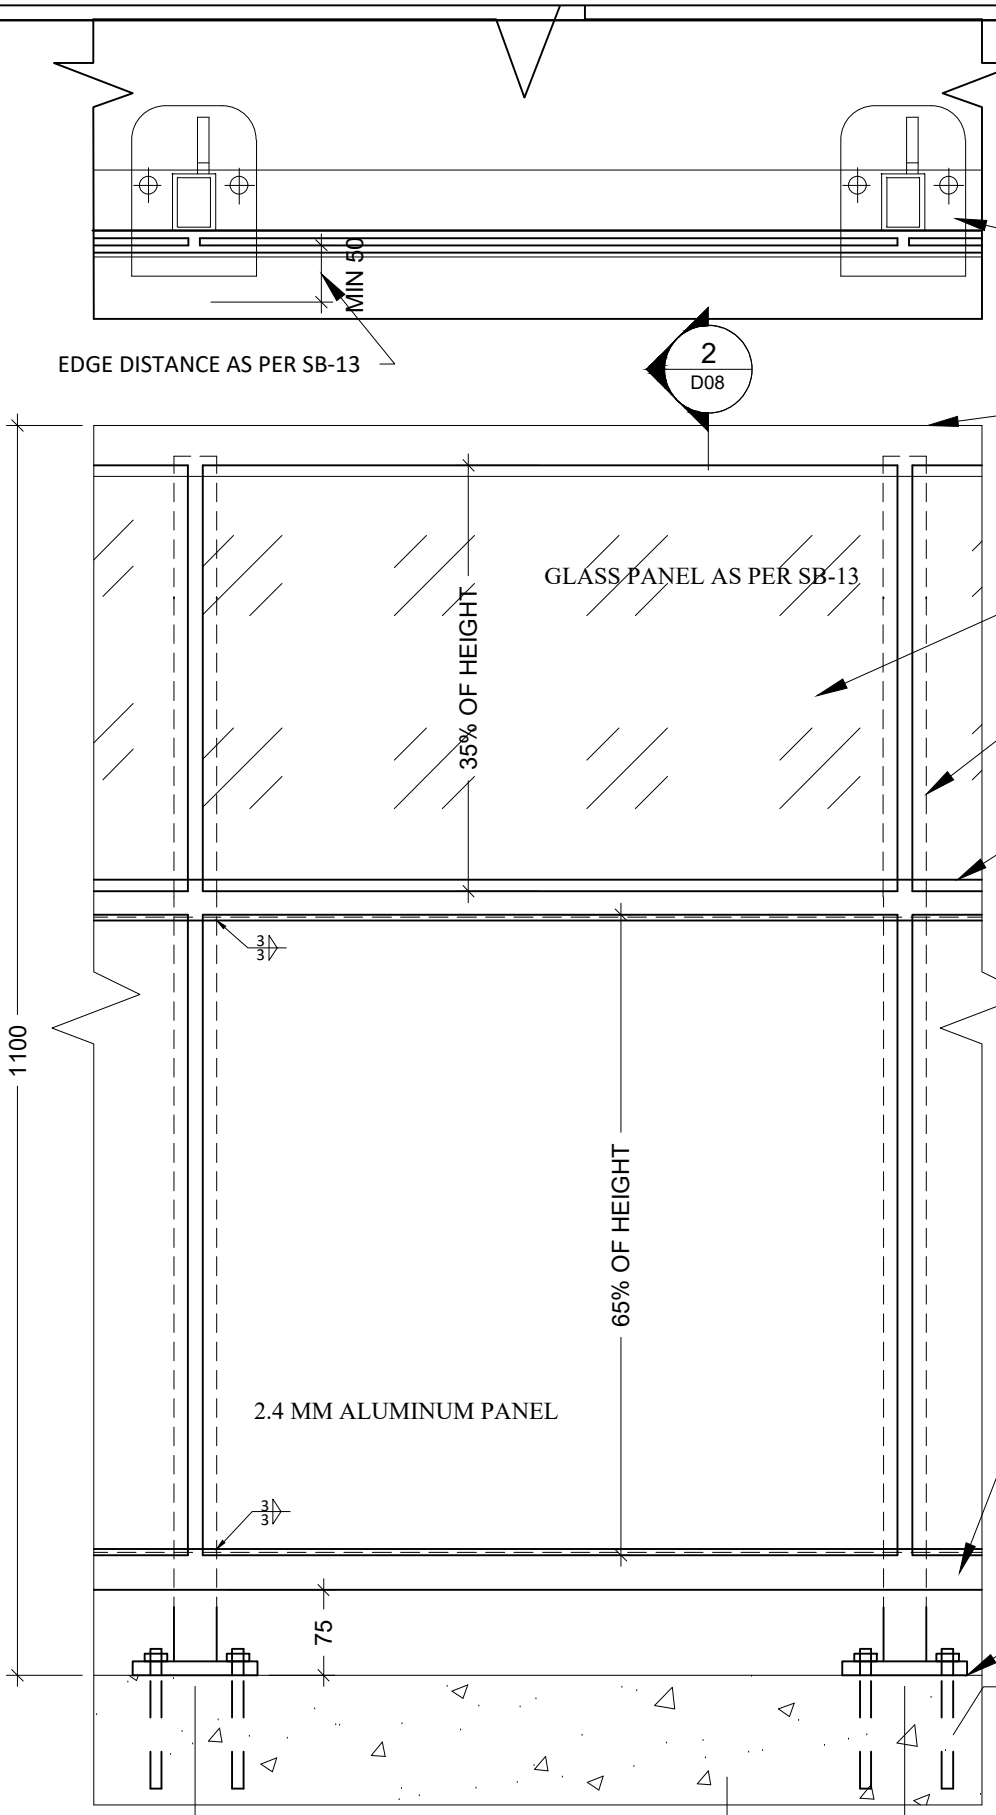 MIN 50
EDGE DISTANCE AS PER SB-13
2
D08
GLASS PANEL AS PER SB-13
35% OF HEIGHT
3
3
1100
65% OF HEIGHT
2.4 MM ALUMINUM PANEL
3
3
75